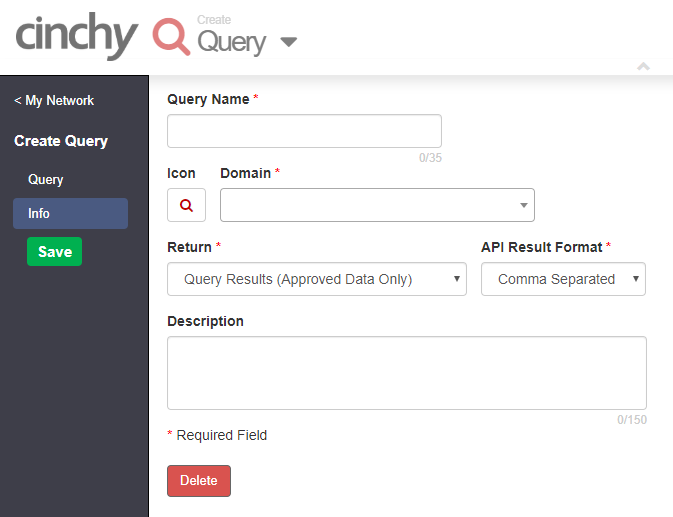 cinchy
Create
Query
< My Network
Create Query
Query
Info
Save
Query Name *
0/35
Icon Domain *
Return * API Result Format *
Query Results (Approved Data Only) Comma Separated
Description
0/150
* Required Field
Delete